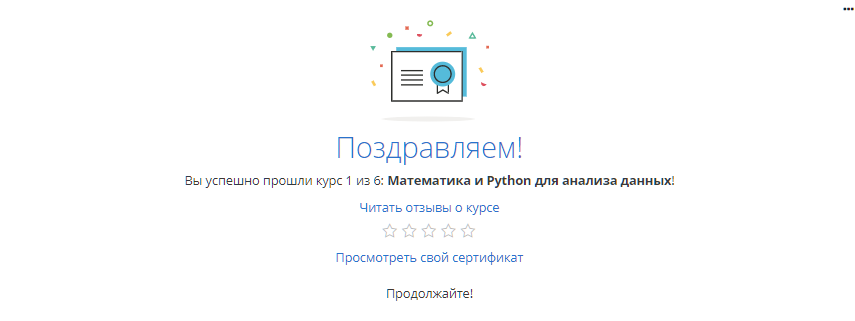 Поздравляем!
Вы успешно прошли курс 1 из 6: Математика и Python для анализа данных!
Читать отзывы о курсе
Просмотреть свой сертификат
Продолжайте!